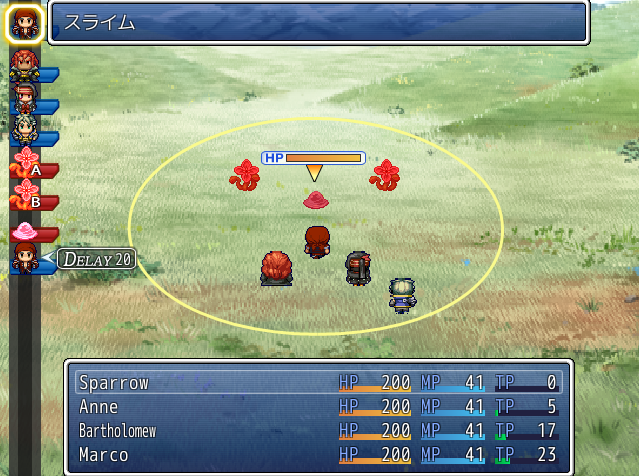 スライム
HP
A
B
DELAY 20
Sparrow HP 200 MP 41 TP 0
Anne HP 200 MP 41 TP 5
Bartholomew HP 200 MP 41 TP 17
Marco HP 200 MP 41 TP 23